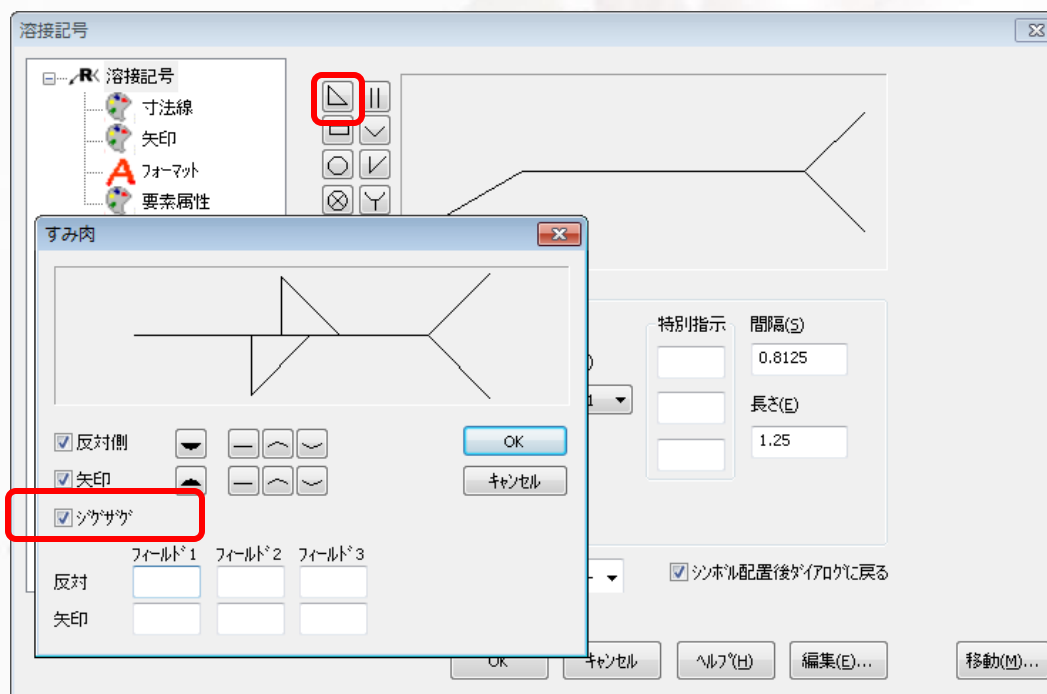 溶接記号
溶接記号
寸法線
矢印
フォーマット
要素属性
すみ肉
反対側
矢印
ジグザグ
OK
キャンセル
フィールド1 フィールド2 フィールド3
反対
矢印
特別指示
間隔(S)
0.8125
長さ(E)
1.25
シンボル配置後ダイアログに戻る
OK キャンセル ヘルプ(H) 編集(E)... 移動(M)...